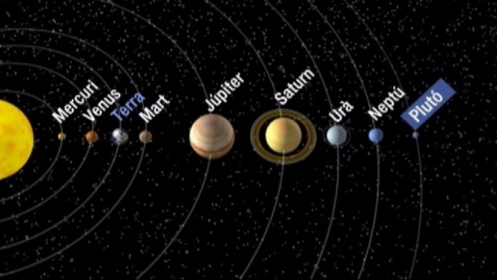 Mercuri
Venus
Terra
Mart
Júpiter
Saturn
Urà
Neptú
Plutó